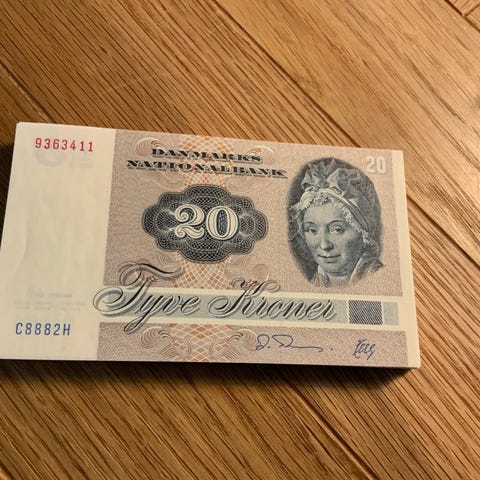 9363411
DANMARKS
NATIONALBANK
20
20
Tyve Kroner
C8882H